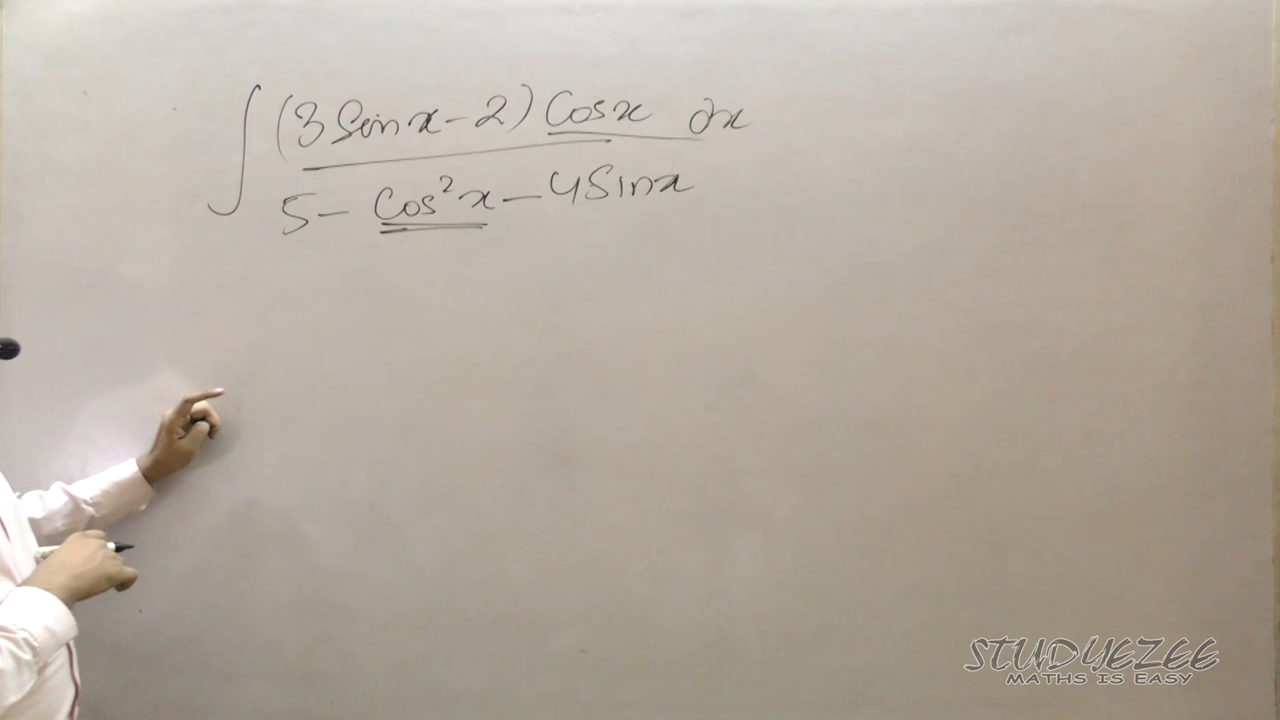 ∫ (3 Sin x - 2) Cos x dx
5 - Cos² x - 4 Sin x
STUDYEZEE
MATHS IS EASY